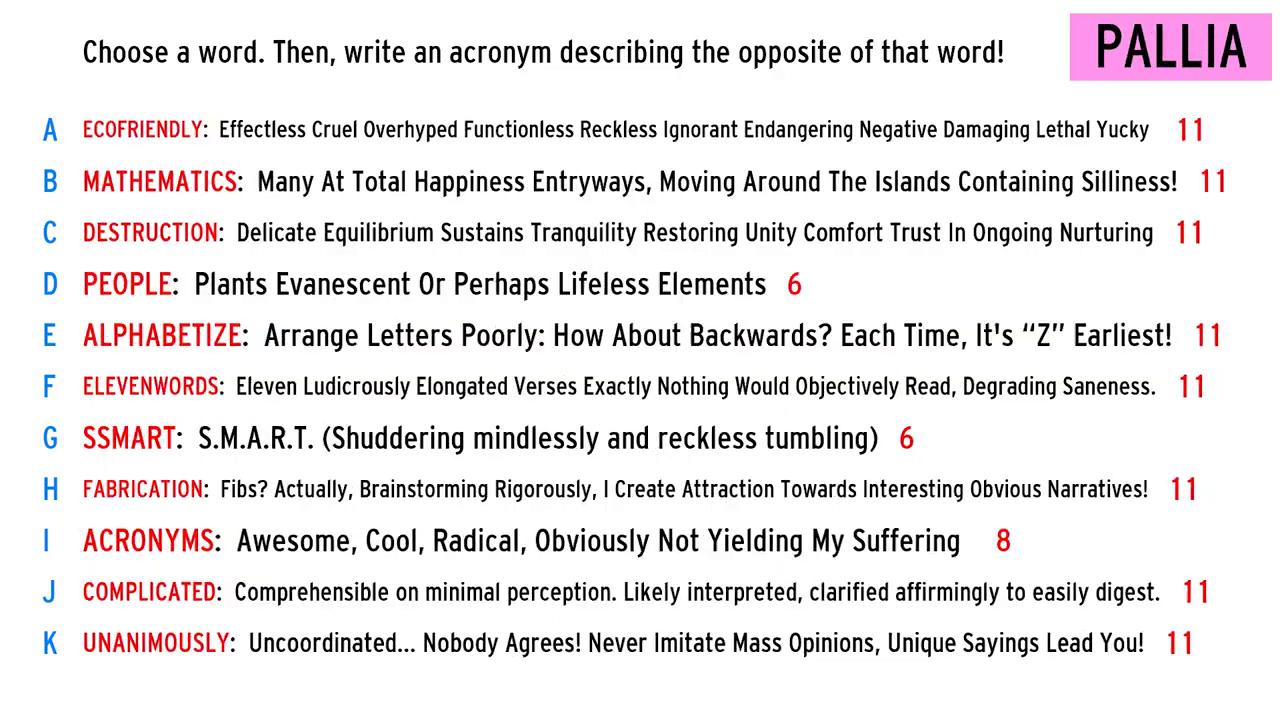 Choose a word. Then, write an acronym describing the opposite of that word!
PALLIA
A ECOFRIENDLY: Effectless Cruel Overhyped Functionless Reckless Ignorant Endangering Negative Damaging Lethal Yucky 11
B MATHEMATICS: Many At Total Happiness Entryways, Moving Around The Islands Containing Silliness! 11
C DESTRUCTION: Delicate Equilibrium Sustains Tranquility Restoring Unity Comfort Trust In Ongoing Nurturing 11
D PEOPLE: Plants Evanescent Or Perhaps Lifeless Elements 6
E ALPHABETIZE: Arrange Letters Poorly: How About Backwards? Each Time, It's “Z” Earliest! 11
F ELEVENWORDS: Eleven Ludicrously Elongated Verses Exactly Nothing Would Objectively Read, Degrading Saneness. 11
G SSMART: S.M.A.R.T. (Shuddering mindlessly and reckless tumbling) 6
H FABRICATION: Fibs? Actually, Brainstorming Rigorously, I Create Attraction Towards Interesting Obvious Narratives! 11
I ACRONYMS: Awesome, Cool, Radical, Obviously Not Yielding My Suffering 8
J COMPLICATED: Comprehensible on minimal perception. Likely interpreted, clarified affirmingly to easily digest. 11
K UNANIMOUSLY: Uncoordinated... Nobody Agrees! Never Imitate Mass Opinions, Unique Sayings Lead You! 11